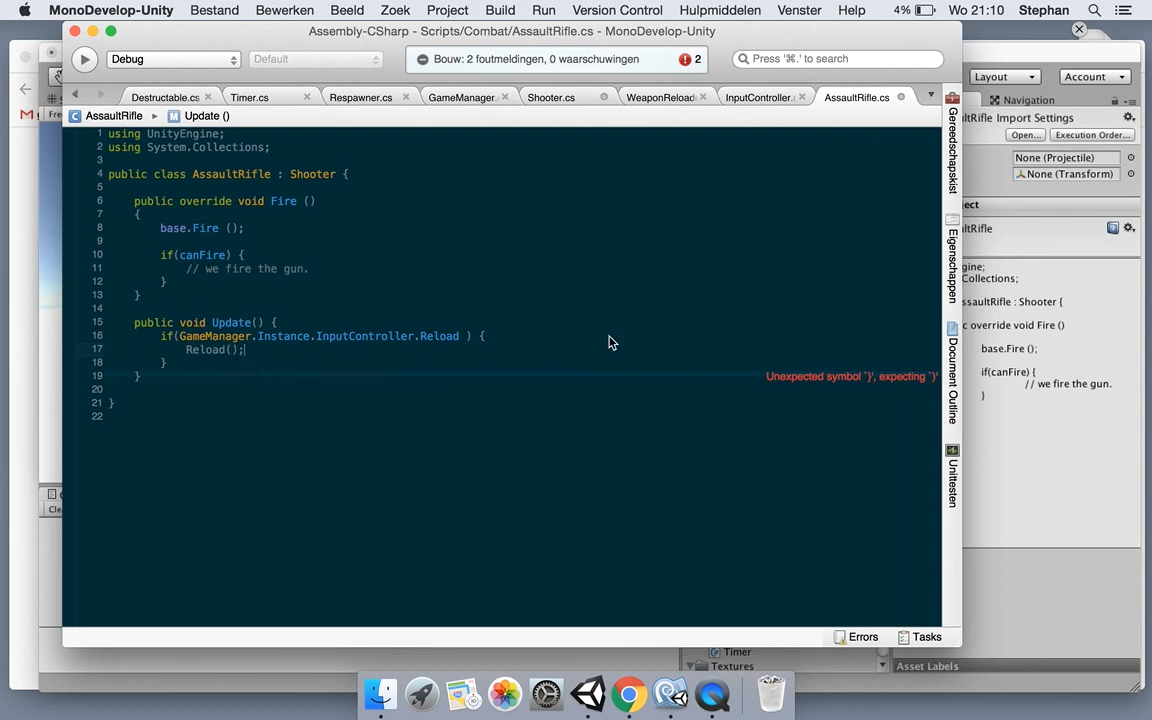 MonoDevelop-Unity Bestand Bewerken Beeld Zoek Project Build Run Version Control Hulpmiddelen Venster Help 4% Wo 21:10 Stephan
Assembly-CSharp - Scripts/Combat/AssaultRifle.cs - MonoDevelop-Unity
Debug Default Bouw: 2 foutmeldingen, 0 waarschuwingen 2 Press '⌘.' to search
Layout Account
Destructable.cs Timer.cs Respawner.cs GameManager. Shooter.cs WeaponReload InputController. AssaultRifle.cs
Navigation
AssaultRifle Update ()
1 using UnityEngine;
2 using System.Collections;
3
4 public class AssaultRifle : Shooter {
5
6 public override void Fire ()
7 {
8 base.Fire ();
9
10 if(canFire) {
11 // we fire the gun.
12 }
13 }
14
15 public void Update() {
16 if(GameManager.Instance.InputController.Reload ) {
17 Reload();
18 }
19 } Unexpected symbol `}', expecting `)'
20
21 }
22
Errors Tasks
Gereedschapskist
Eigenschappen
Document Outline
Unittesten
ltRifle Import Settings
Open... Execution Order...
None (Projectile)
None (Transform)
ject
ltRifle
gine;
Collections;
ssaultRifle : Shooter {
c override void Fire ()
base.Fire ();
if(canFire) {
// we fire the gun.
}
Fre
Cle
Timer
Textures
Asset Labels